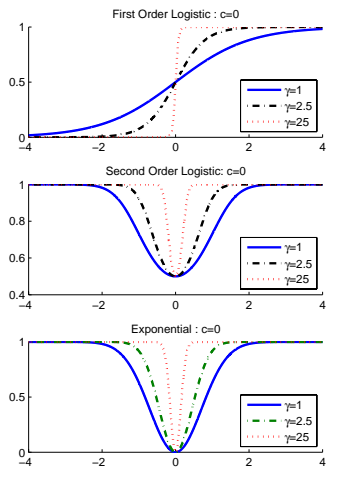 First Order Logistic : c=0
1
0.5
0
−4 −2 0 2 4
γ=1
γ=2.5
γ=25
Second Order Logistic: c=0
1
0.8
0.6
0.4
−4 −2 0 2 4
γ=1
γ=2.5
γ=25
Exponential : c=0
1
0.5
0
−4 −2 0 2 4
γ=1
γ=2.5
γ=25